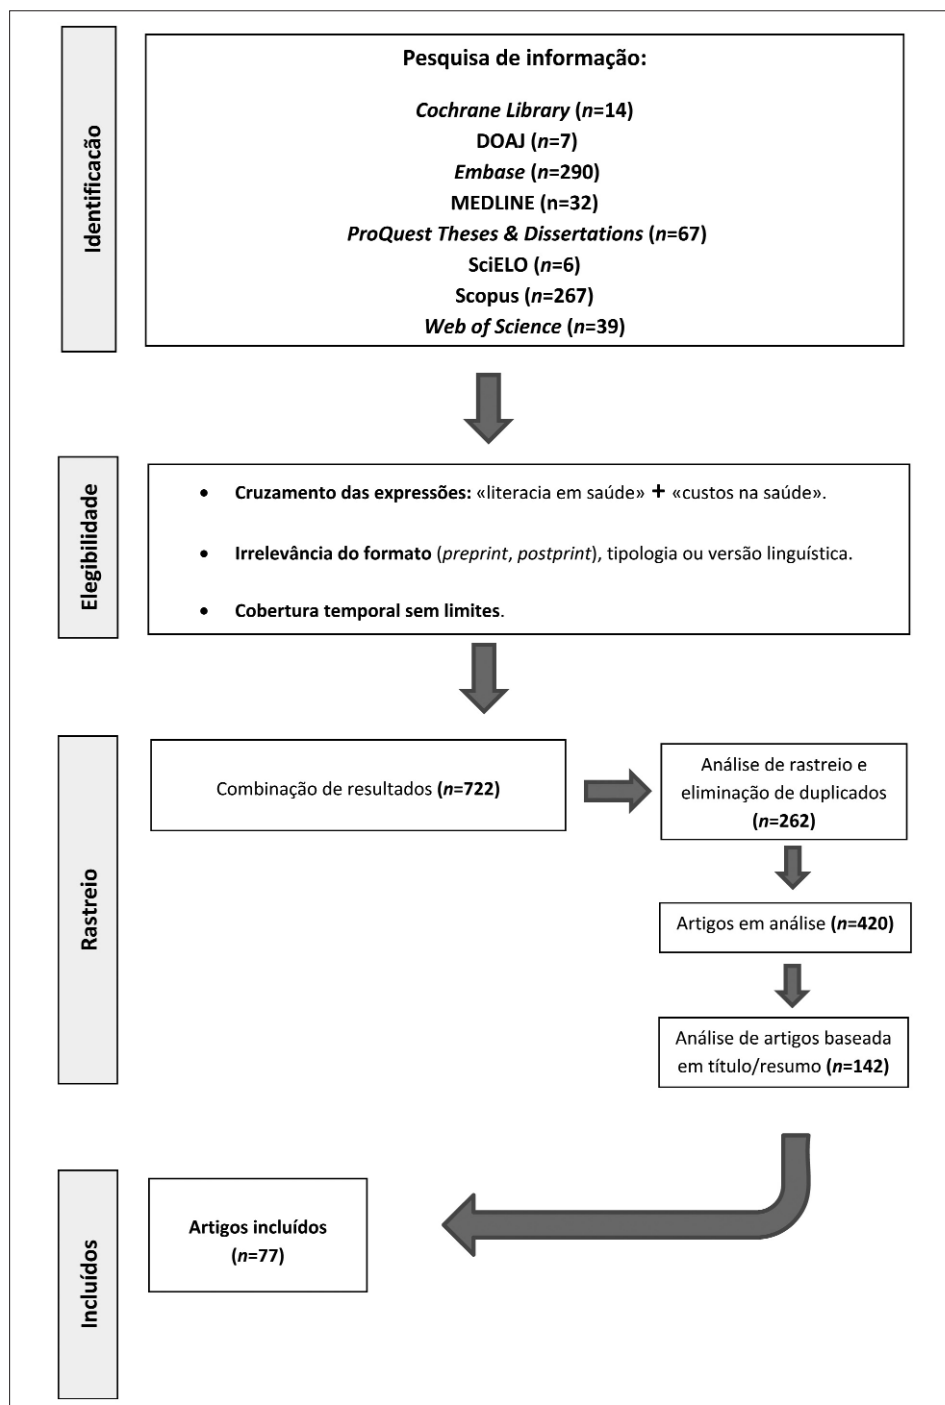 Identificação
Pesquisa de informação:
Cochrane Library (n=14)
DOAJ (n=7)
Embase (n=290)
MEDLINE (n=32)
ProQuest Theses & Dissertations (n=67)
SciELO (n=6)
Scopus (n=267)
Web of Science (n=39)
Elegibilidade
• Cruzamento das expressões: «literacia em saúde» + «custos na saúde».
• Irrelevância do formato (preprint, postprint), tipologia ou versão linguística.
• Cobertura temporal sem limites.
Rastreio
Combinação de resultados (n=722)
Análise de rastreio e
eliminação de duplicados
(n=262)
Artigos em análise (n=420)
Análise de artigos baseada
em título/resumo (n=142)
Incluídos
Artigos incluídos
(n=77)